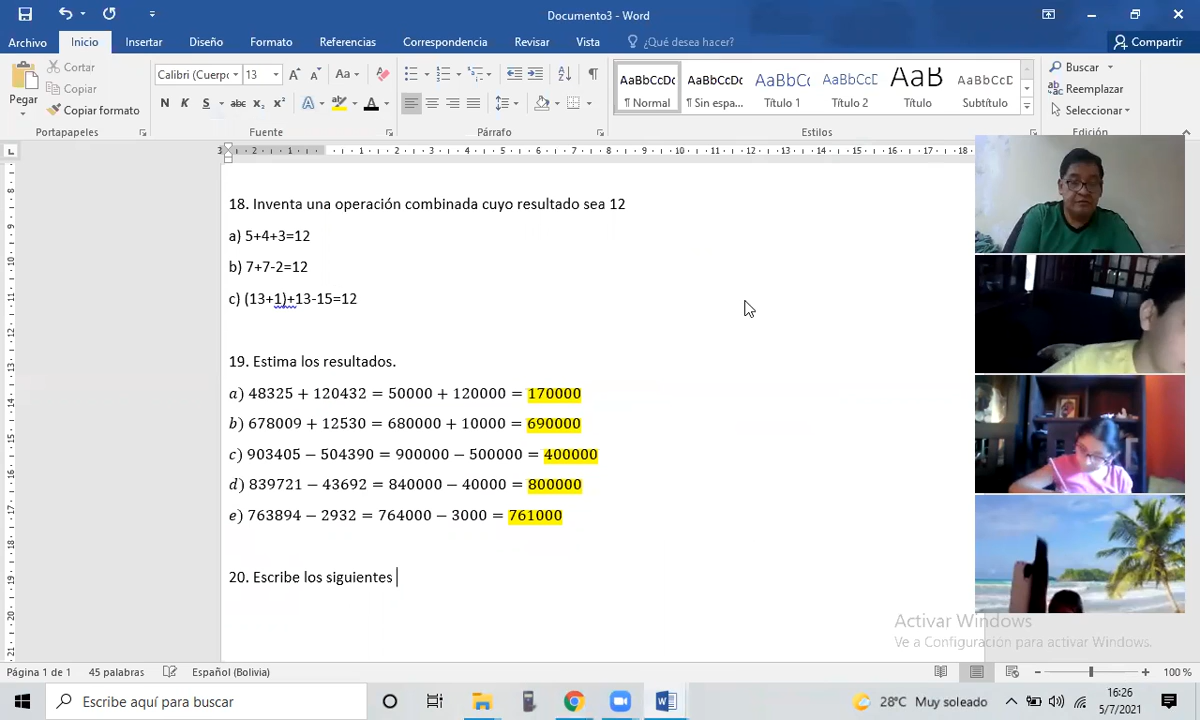 Documento3 - Word
Archivo Inicio Insertar Diseño Formato Referencias Correspondencia Revisar Vista ¿Qué desea hacer? Compartir
Pegar
Cortar
Copiar
Copiar formato
Portapapeles
Calibri (Cuerpo 13
N K S abc x₂ x²
Fuente
Párrafo
AaBbCcDc AaBbCcDc AaBbCc AaBbCcD AaB AaBbCcD
¶ Normal ¶ Sin espa... Título 1 Título 2 Título Subtítulo
Estilos
Buscar
Reemplazar
Seleccionar
Edición
18. Inventa una operación combinada cuyo resultado sea 12
a) 5+4+3=12
b) 7+7-2=12
c) (13+1)+13-15=12
19. Estima los resultados.
a) 48325 + 120432 = 50000 + 120000 = 170000
b) 678009 + 12530 = 680000 + 10000 = 690000
c) 903405 − 504390 = 900000 − 500000 = 400000
d) 839721 − 43692 = 840000 − 40000 = 800000
e) 763894 − 2932 = 764000 − 3000 = 761000
20. Escribe los siguientes
Activar Windows
Ve a Configuración para activar Windows.
Página 1 de 1 45 palabras Español (Bolivia) 100 %
Escribe aquí para buscar
28°C Muy soleado
16:26
5/7/2021